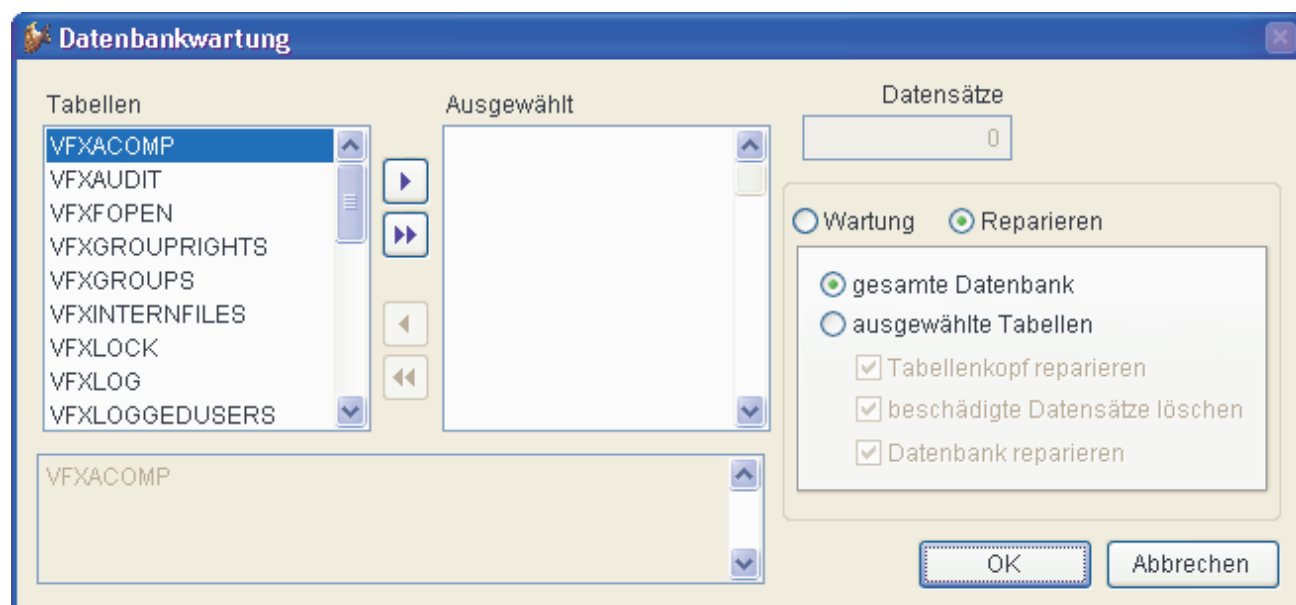 Datenbankwartung
Tabellen
Ausgewählt
Datensätze
VFXACOMP
VFXAUDIT
VFXFOPEN
VFXGROUPRIGHTS
VFXGROUPS
VFXINTERNFILES
VFXLOCK
VFXLOG
VFXLOGGEDUSERS
0
Wartung
Reparieren
gesamte Datenbank
ausgewählte Tabellen
Tabellenkopf reparieren
beschädigte Datensätze löschen
Datenbank reparieren
VFXACOMP
OK
Abbrechen